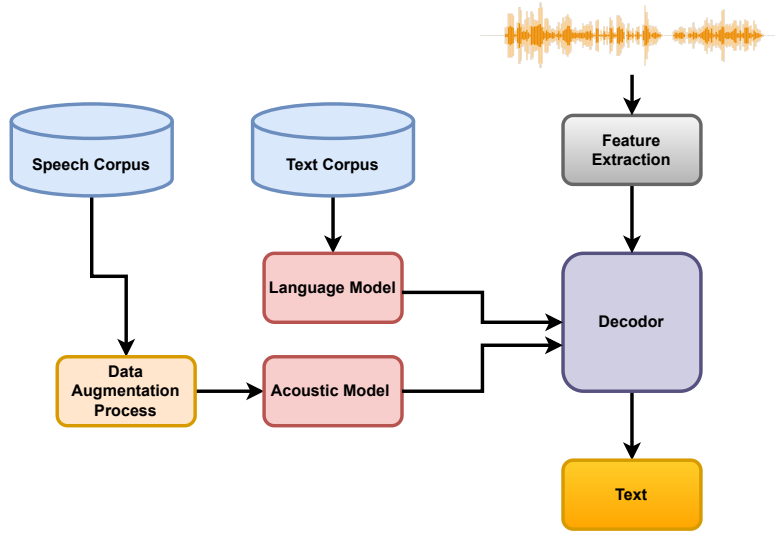 Speech Corpus
Text Corpus
Feature
Extraction
Language Model
Decodor
Data
Augmentation
Process
Acoustic Model
Text